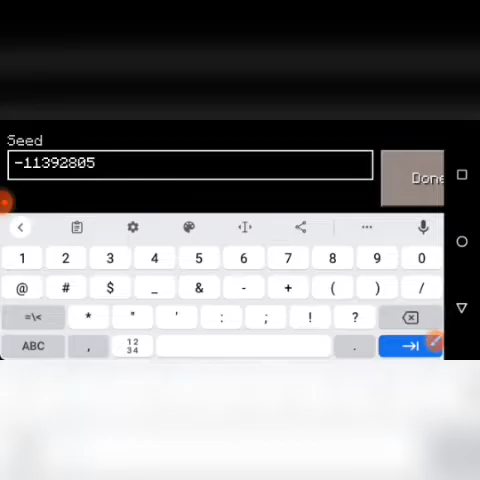 Seed
-11392805
Done
1 2 3 4 5 6 7 8 9 0
@ # $ _ & - + ( ) /
=\< * " ' : ; ! ?
ABC , 12 34 .